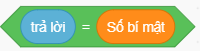 trả lời = Số bí mật